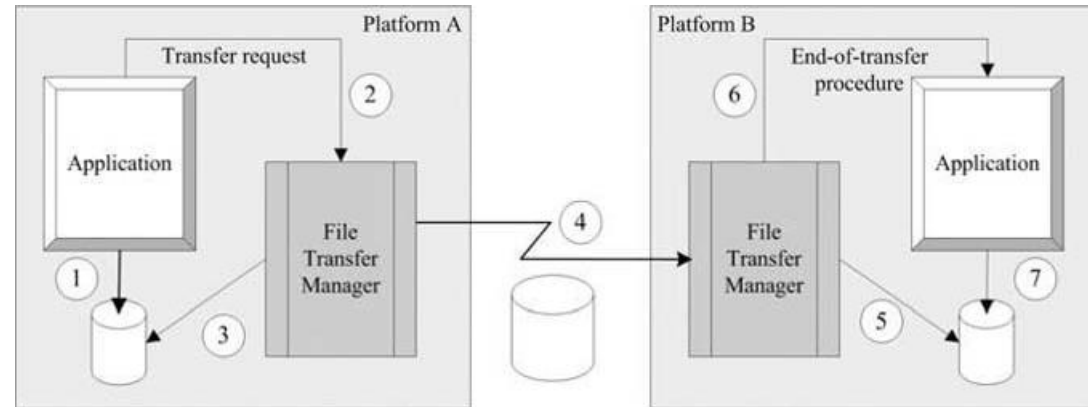 Platform A
Transfer request
2
Application
File
Transfer
Manager
1
3
4
Platform B
End-of-transfer
procedure
6
Application
File
Transfer
Manager
5
7